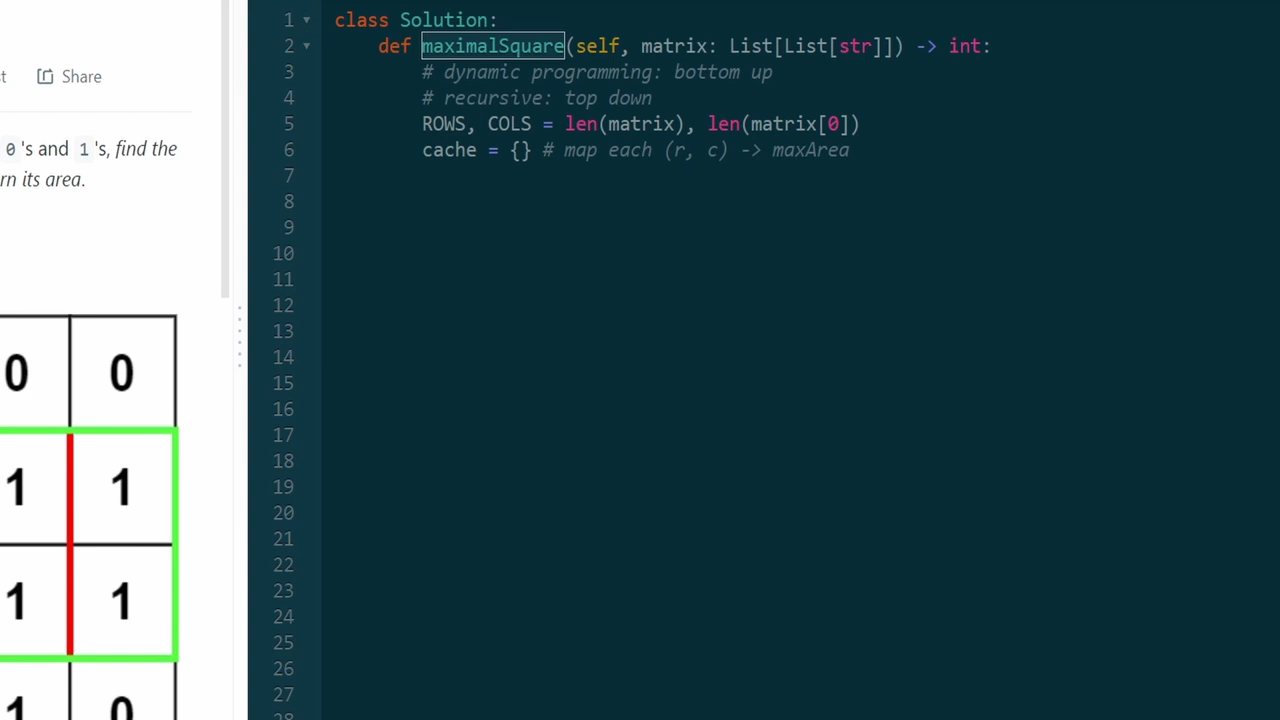 st Share
0's and 1's, find the
rn its area.
0 0
1 1
1 1
1 0
1 class Solution:
2 def maximalSquare(self, matrix: List[List[str]]) -> int:
3 # dynamic programming: bottom up
4 # recursive: top down
5 ROWS, COLS = len(matrix), len(matrix[0])
6 cache = {} # map each (r, c) -> maxArea
7
8
9
10
11
12
13
14
15
16
17
18
19
20
21
22
23
24
25
26
27
28